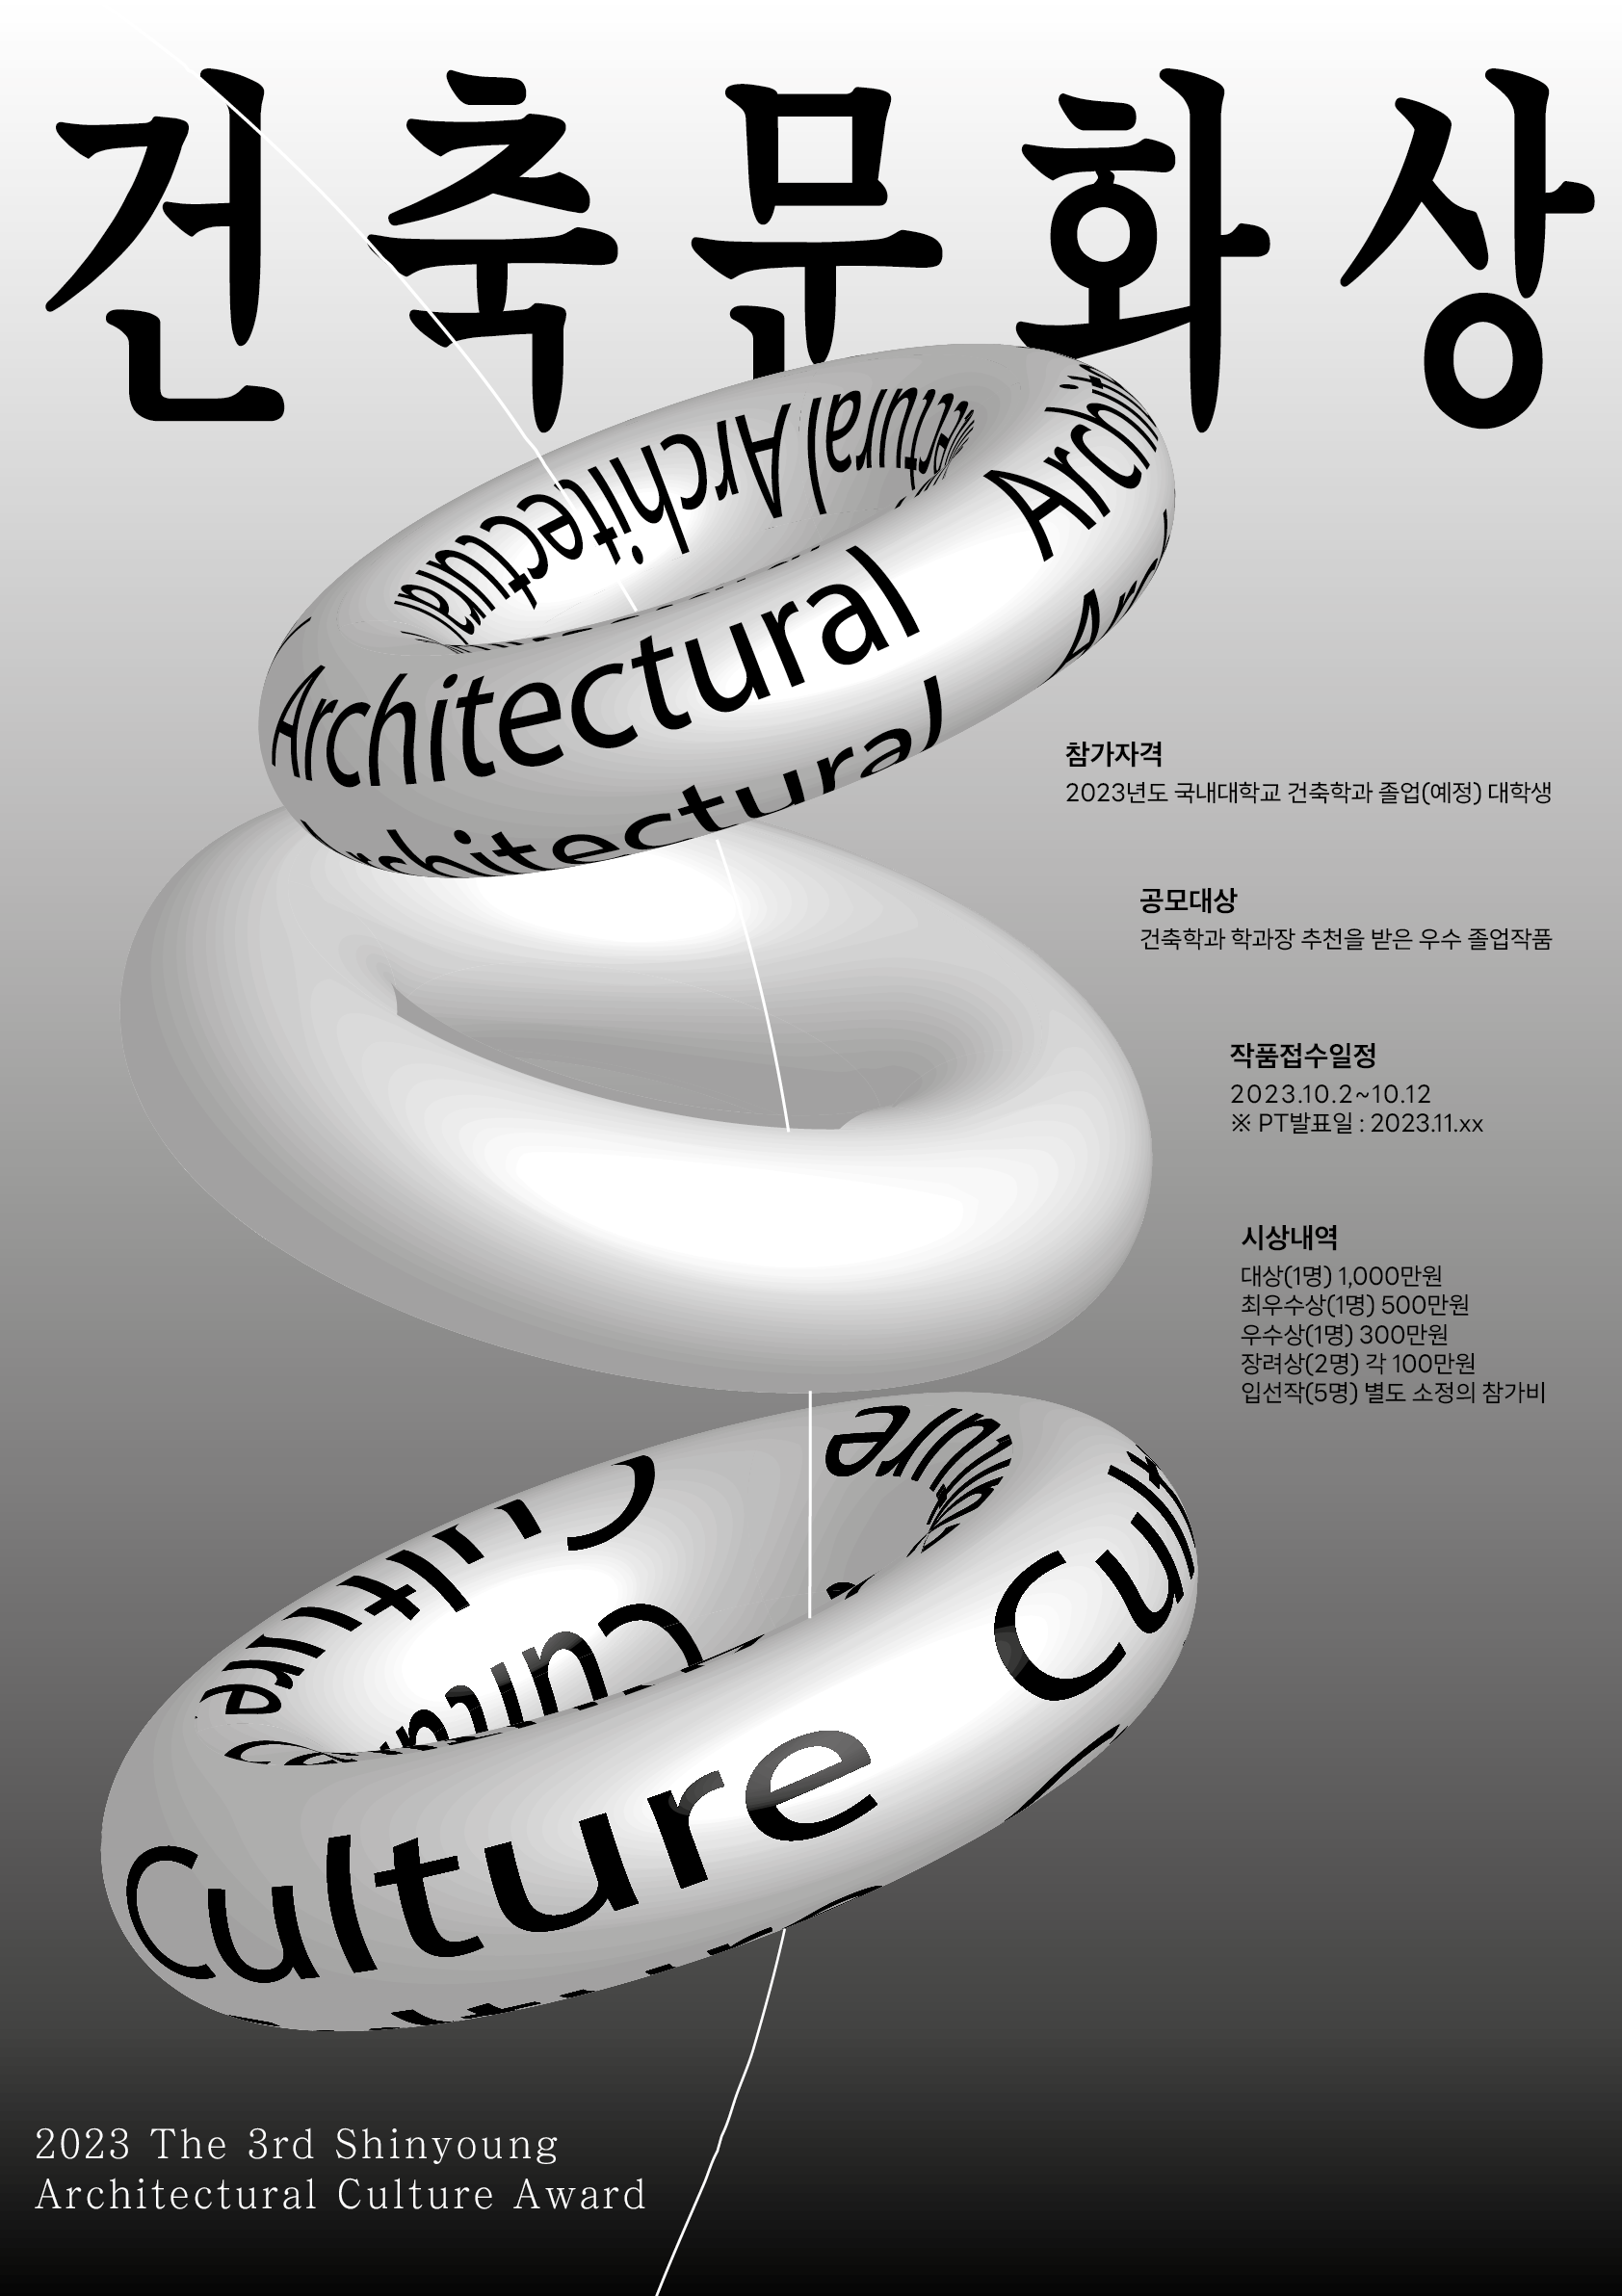 건축문화상
Architectural Architectural
Archit
Architectural
Architectural
참가자격
2023년도 국내대학교 건축학과 졸업(예정) 대학생
공모대상
건축학과 학과장 추천을 받은 우수 졸업작품
작품접수일정
2023.10.2~10.12
※ PT발표일 : 2023.11.xx
시상내역
대상(1명) 1,000만원
최우수상(1명) 500만원
우수상(1명) 300만원
장려상(2명) 각 100만원
입선작(5명) 별도 소정의 참가비
Culture
Cult
Culture
2023 The 3rd Shinyoung
Architectural Culture Award